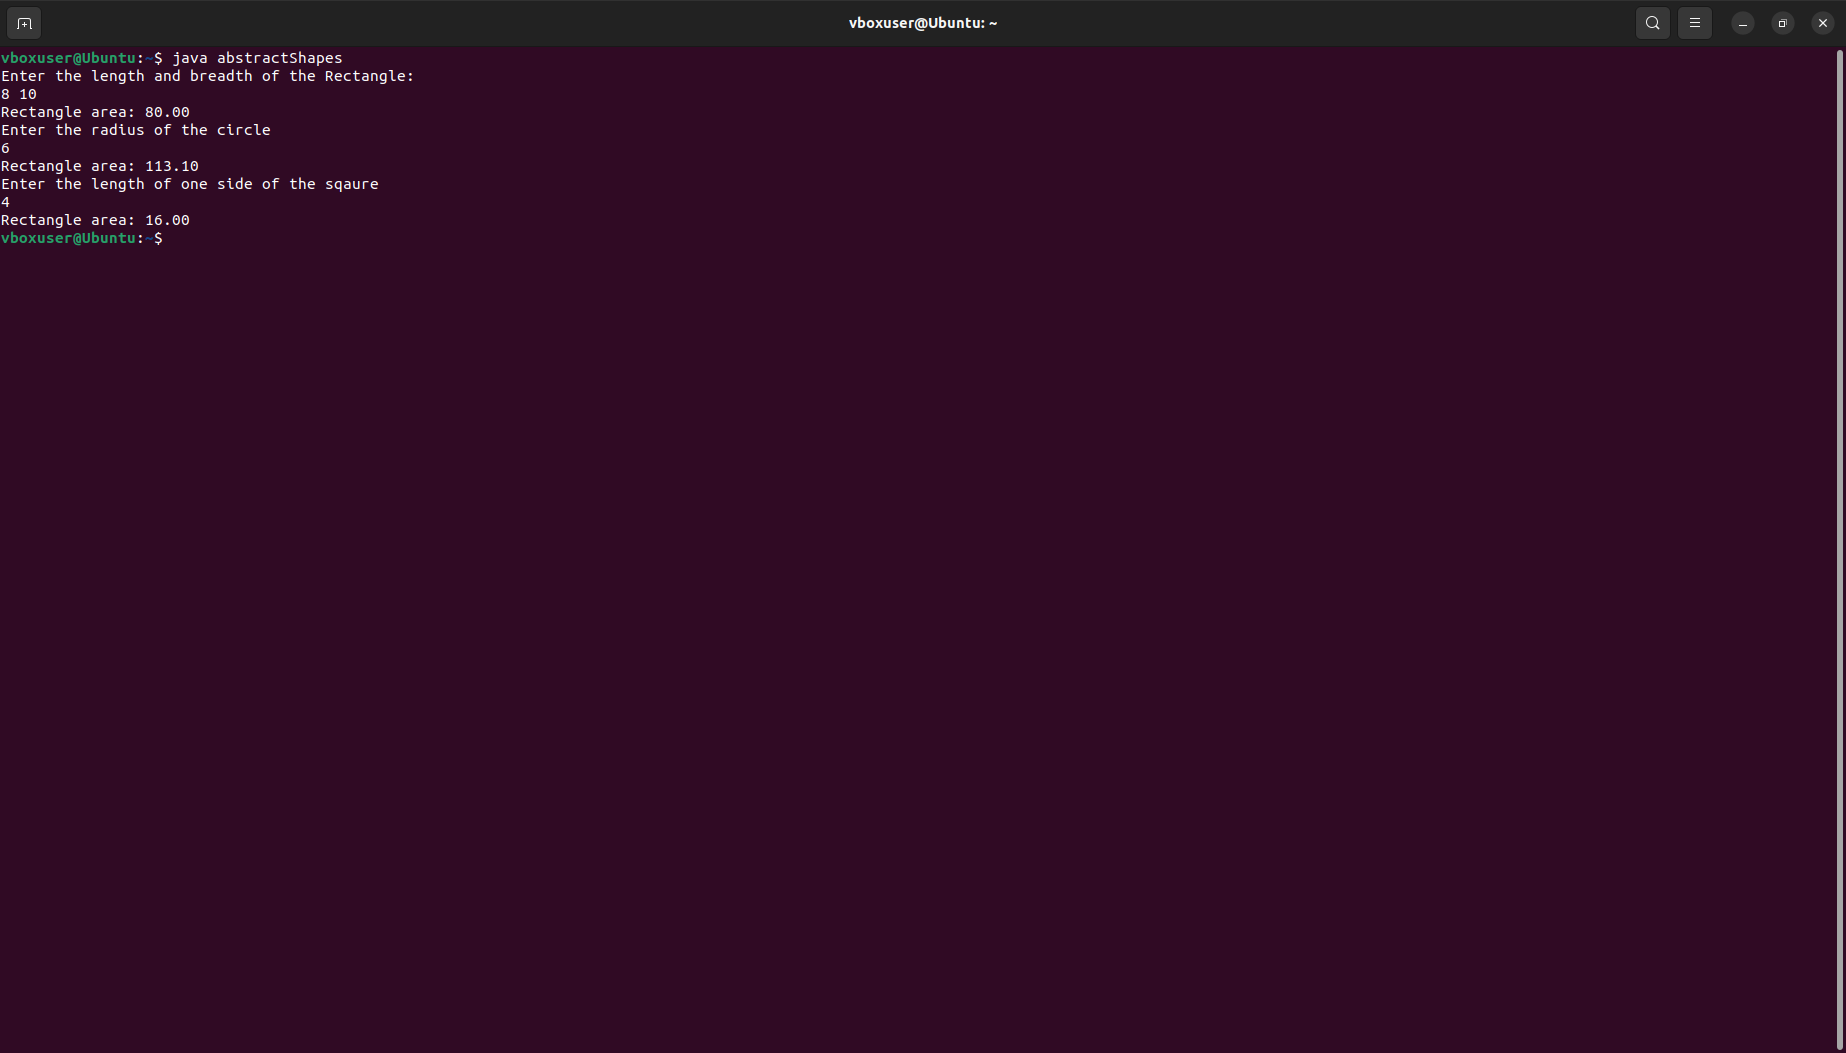 vboxuser@Ubuntu: ~
vboxuser@Ubuntu:~$ java abstractShapes
Enter the length and breadth of the Rectangle:
8 10
Rectangle area: 80.00
Enter the radius of the circle
6
Rectangle area: 113.10
Enter the length of one side of the sqaure
4
Rectangle area: 16.00
vboxuser@Ubuntu:~$